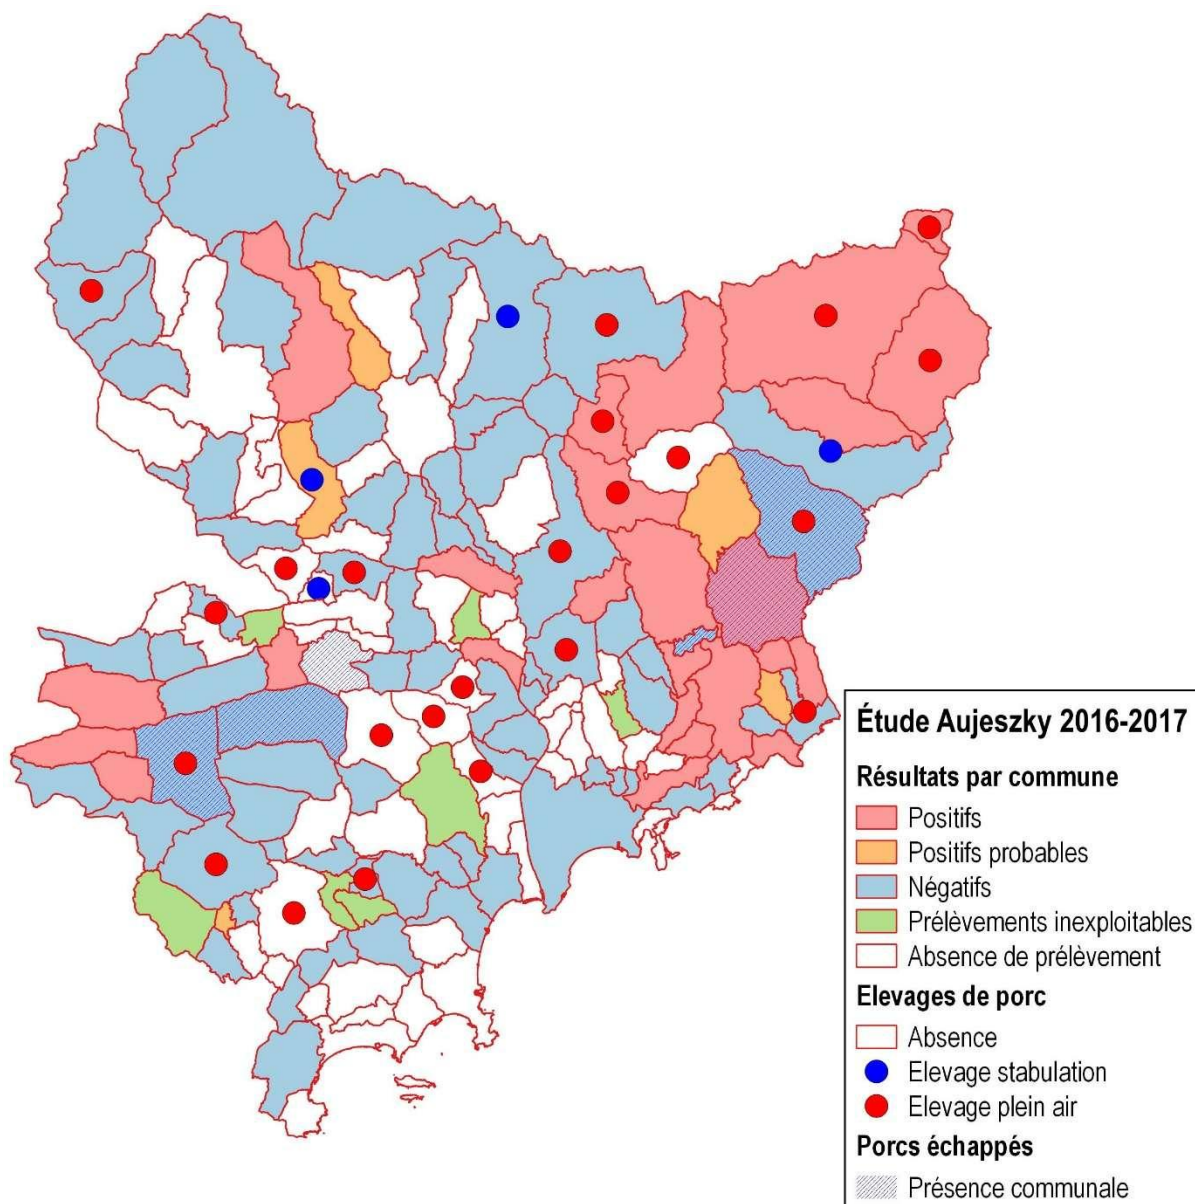 Étude Aujeszky 2016-2017
Résultats par commune
Positifs
Positifs probables
Négatifs
Prélèvements inexploitables
Absence de prélèvement
Elevages de porc
Absence
Elevage stabulation
Elevage plein air
Porcs échappés
Présence communale